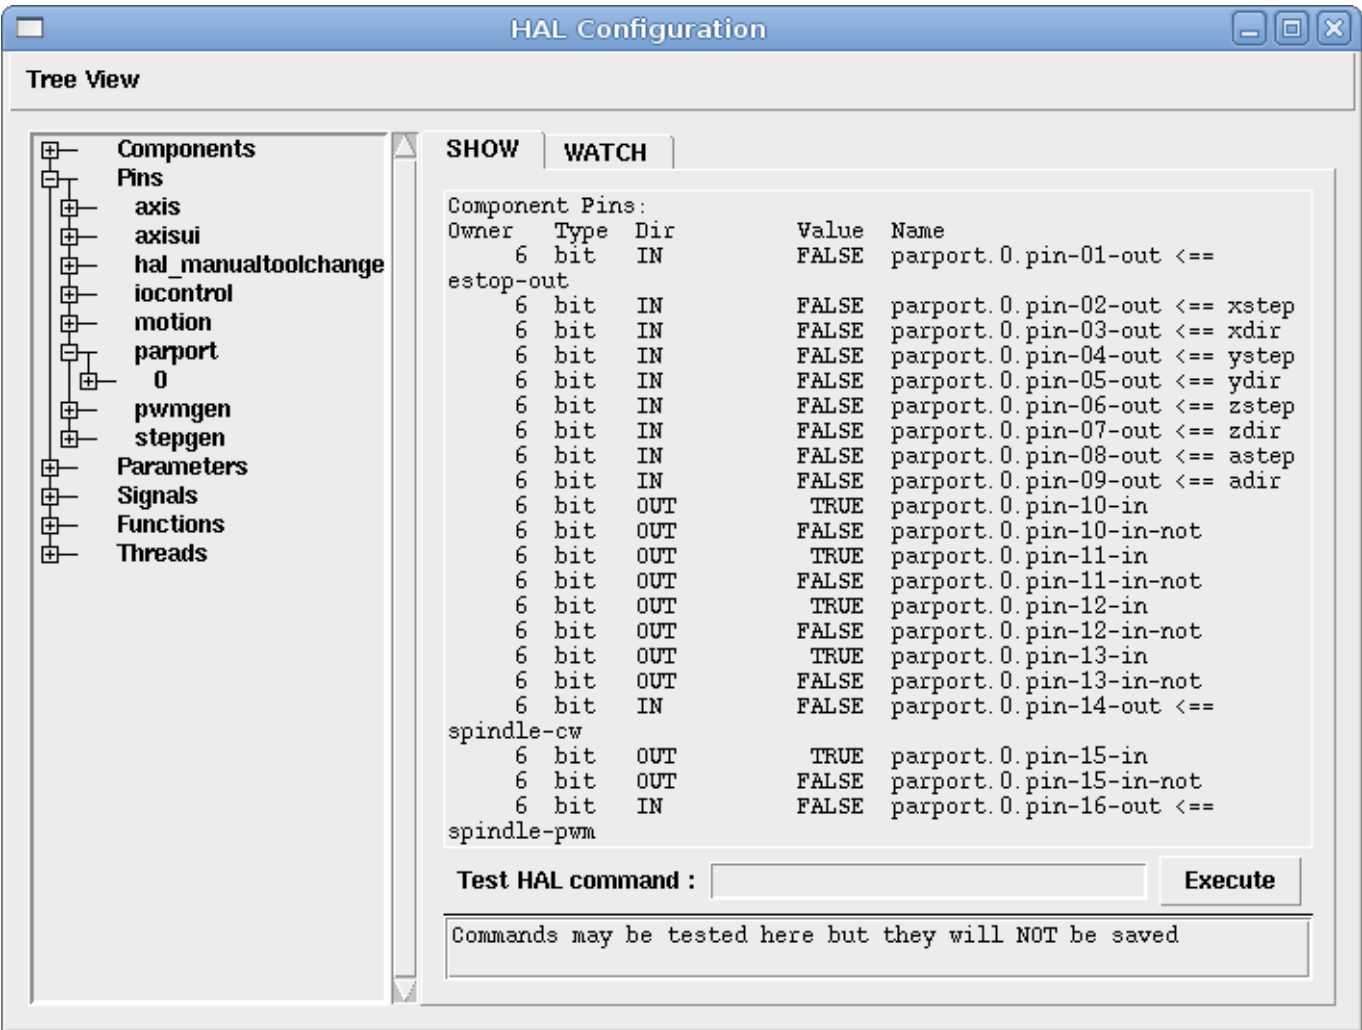 HAL Configuration
Tree View
Components
Pins
axis
axisui
hal_manualtoolchange
iocontrol
motion
parport
0
pwmgen
stepgen
Parameters
Signals
Functions
Threads
SHOW WATCH
Component Pins:
Owner Type Dir Value Name
6 bit IN FALSE parport.0.pin-01-out <==
estop-out
6 bit IN FALSE parport.0.pin-02-out <== xstep
6 bit IN FALSE parport.0.pin-03-out <== xdir
6 bit IN FALSE parport.0.pin-04-out <== ystep
6 bit IN FALSE parport.0.pin-05-out <== ydir
6 bit IN FALSE parport.0.pin-06-out <== zstep
6 bit IN FALSE parport.0.pin-07-out <== zdir
6 bit IN FALSE parport.0.pin-08-out <== astep
6 bit IN FALSE parport.0.pin-09-out <== adir
6 bit OUT TRUE parport.0.pin-10-in
6 bit OUT FALSE parport.0.pin-10-in-not
6 bit OUT TRUE parport.0.pin-11-in
6 bit OUT FALSE parport.0.pin-11-in-not
6 bit OUT TRUE parport.0.pin-12-in
6 bit OUT FALSE parport.0.pin-12-in-not
6 bit OUT TRUE parport.0.pin-13-in
6 bit OUT FALSE parport.0.pin-13-in-not
6 bit IN FALSE parport.0.pin-14-out <==
spindle-cw
6 bit OUT TRUE parport.0.pin-15-in
6 bit OUT FALSE parport.0.pin-15-in-not
6 bit IN FALSE parport.0.pin-16-out <==
spindle-pwm
Test HAL command : Execute
Commands may be tested here but they will NOT be saved